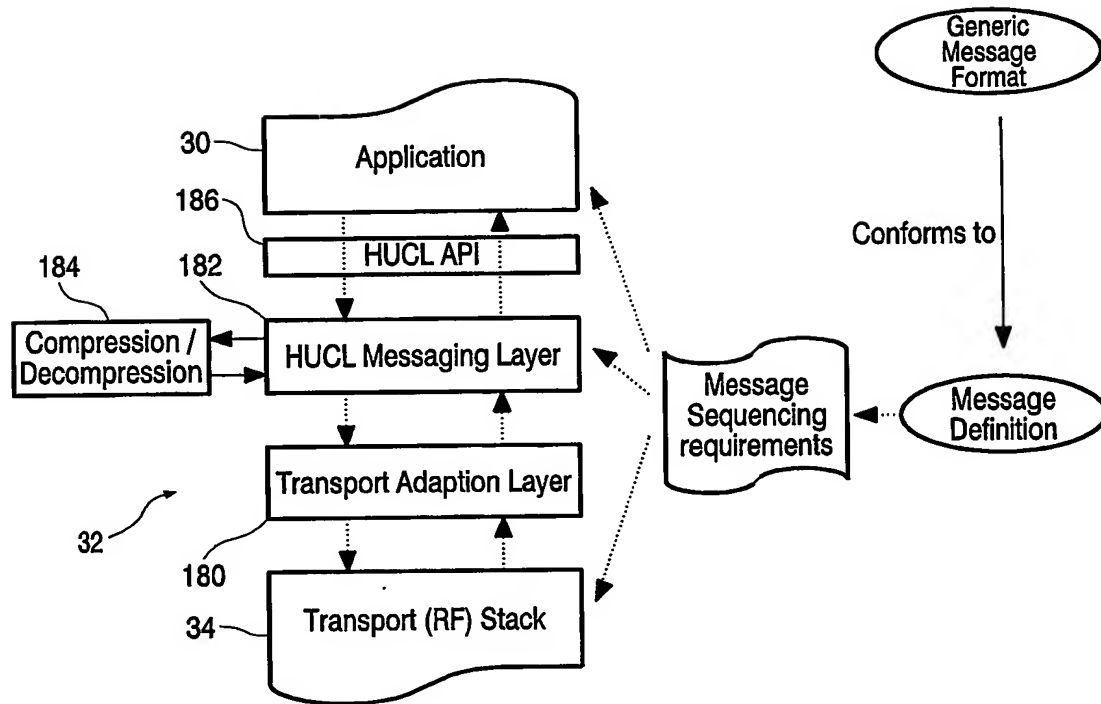 Generic
Message
Format
30
Application
186
HUCL API
Conforms to
184
182
Compression /
Decompression
HUCL Messaging Layer
Message
Sequencing
requirements
Message
Definition
Transport Adaption Layer
32
180
Transport (RF) Stack
34